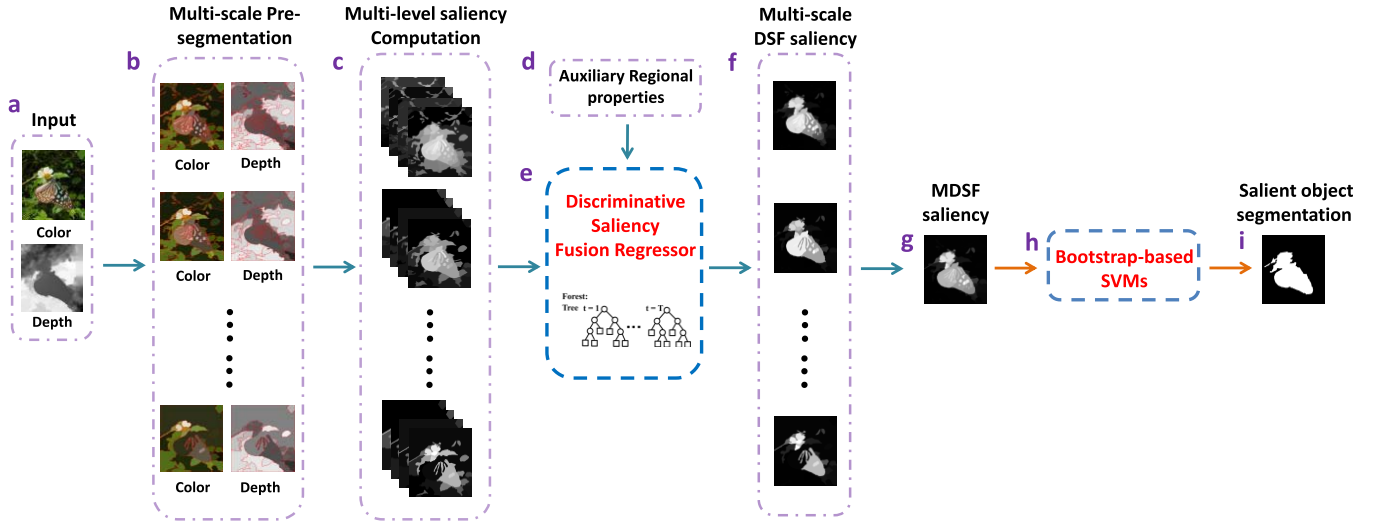 a
Input
Color
Depth
b
Multi-scale Pre-
segmentation
Color
Depth
Color
Depth
Color
Depth
c
Multi-level saliency
Computation
d
Auxiliary Regional
properties
e
Discriminative
Saliency
Fusion Regressor
Forest:
Tree t = 1
t = T
f
Multi-scale
DSF saliency
g
MDSF
saliency
h
Bootstrap-based
SVMs
i
Salient object
segmentation